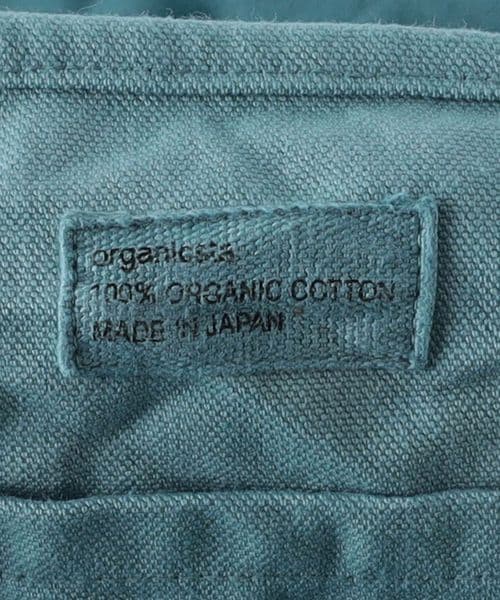 organicsta.
100% ORGANIC COTTON
MADE IN JAPAN